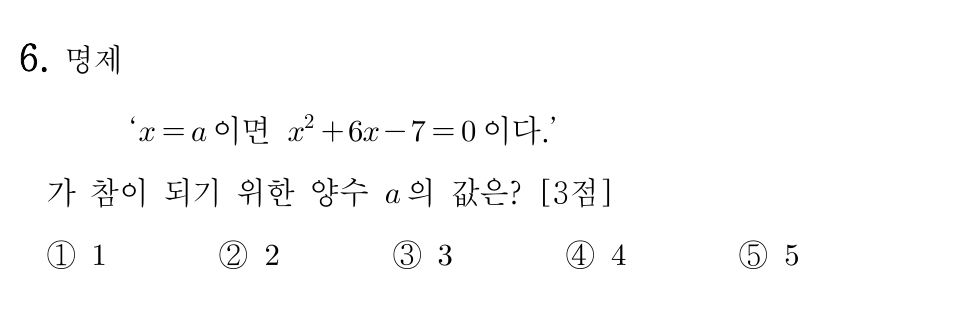 6. 명제
‘x=a이면 x²+6x-7=0이다.’
가 참이 되기 위한 양수 a의 값은? [3점]
① 1 ② 2 ③ 3 ④ 4 ⑤ 5